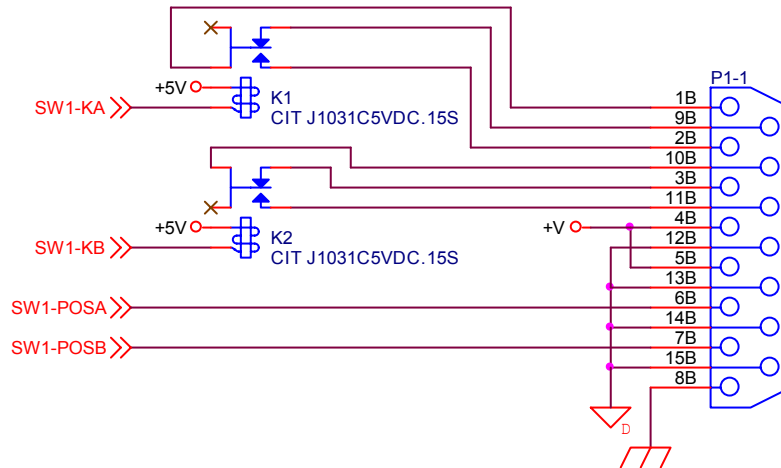 P1-1
+5V
K1
SW1-KA
CIT J1031C5VDC.15S
1B
9B
2B
10B
3B
11B
+5V
K2
SW1-KB
CIT J1031C5VDC.15S
+V
4B
12B
5B
13B
SW1-POSA
6B
14B
SW1-POSB
7B
15B
8B
D